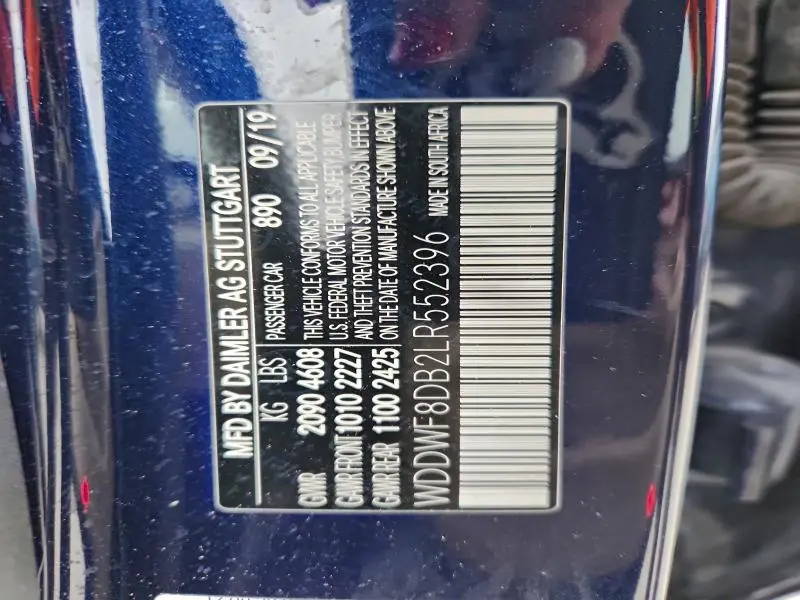 MFD BY DAIMLER AG STUTTGART
KG LBS PASSENGER CAR 890 09/19
GVWR 2090 4608 THIS VEHICLE CONFORMS TO ALL APPLICABLE
GAWR FRONT 1010 2227 U.S. FEDERAL MOTOR VEHICLE SAFETY, BUMPER
GAWR REAR 1100 2425 AND THEFT PREVENTION STANDARDS IN EFFECT
ON THE DATE OF MANUFACTURE SHOWN ABOVE
WDDWF8DB2LR552396 MADE IN SOUTH AFRICA